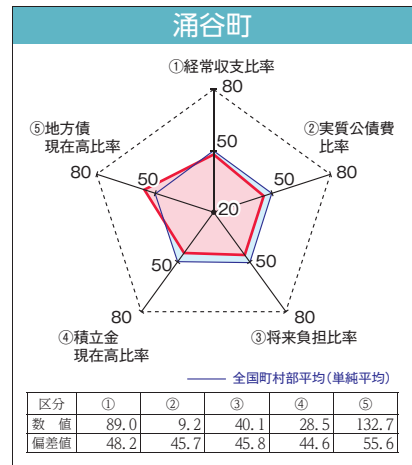 涌谷町
①経常収支比率
80
⑤地方債
現在高比率
②実質公債費
比率
80
50
80
50
50
20
50
50
80
80
④積立金
現在高比率
③将来負担比率
全国町村部平均(単純平均)
区分 ① ② ③ ④ ⑤
数 値 89.0 9.2 40.1 28.5 132.7
偏差値 48.2 45.7 45.8 44.6 55.6